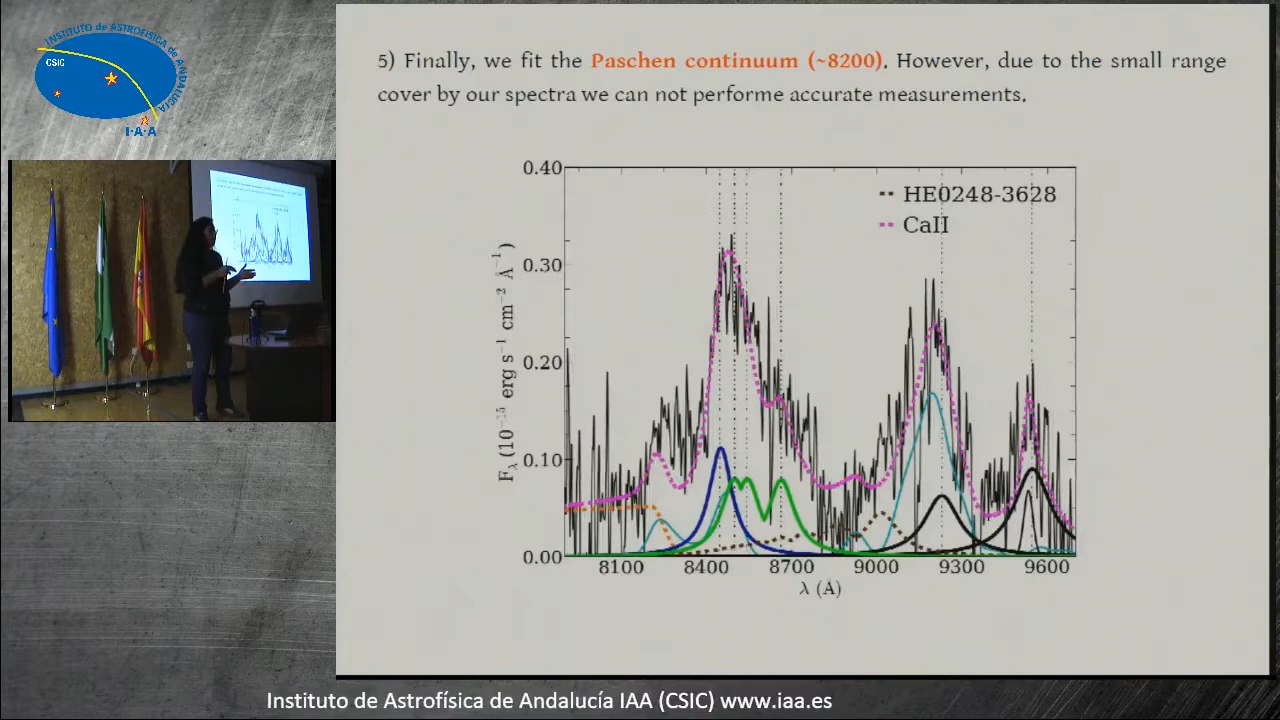 INSTITUTO de ASTROFÍSICA de ANDALUCÍA
CSIC
I·A·A
5) Finally, we fit the Paschen continuum (~8200). However, due to the small range
cover by our spectra we can not performe accurate measurements.
0.40
0.30
0.20
0.10
0.00
Fλ (10⁻¹⁵ erg s⁻¹ cm⁻² Å⁻¹)
HE0248-3628
CaII
8100 8400 8700 9000 9300 9600
λ (Å)
Instituto de Astrofísica de Andalucía IAA (CSIC) www.iaa.es